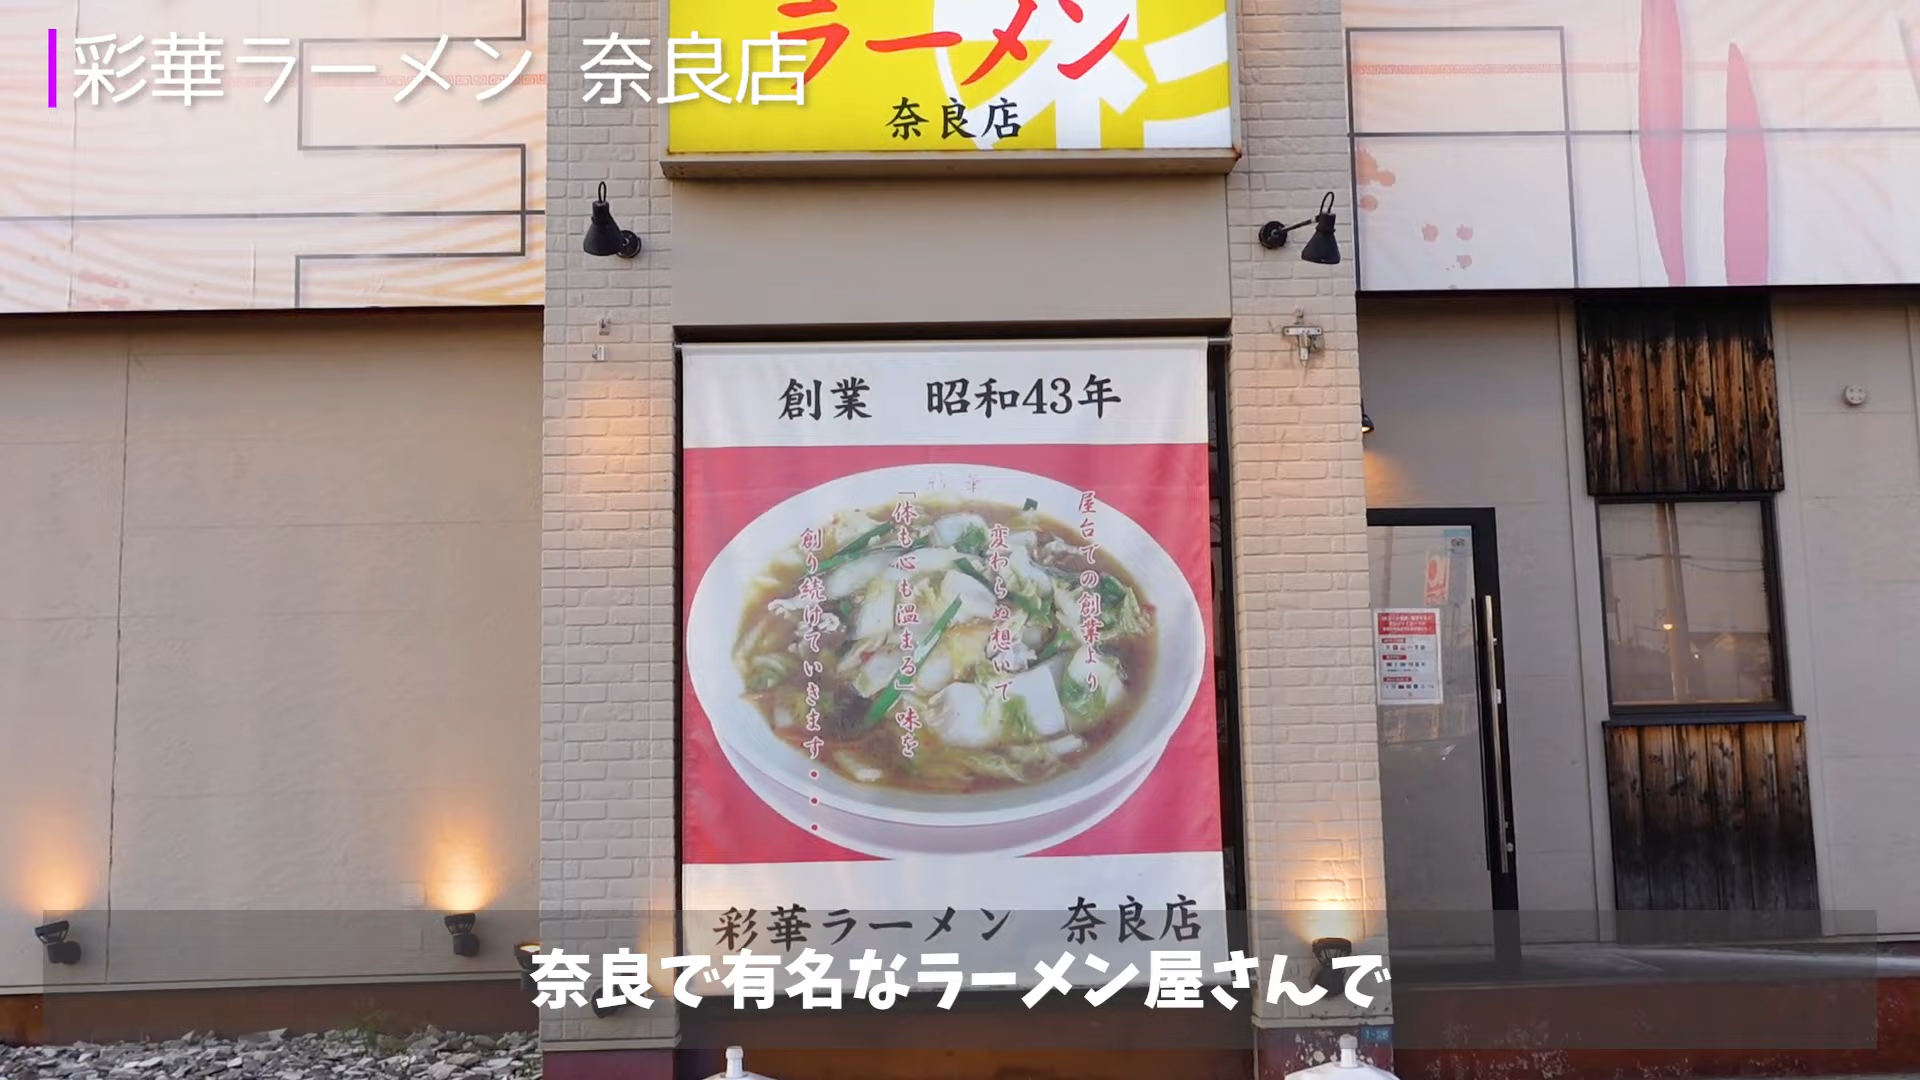 彩華ラーメン 奈良店
ラーメン
奈良店
創業 昭和43年
彩華
屋台での創業より
変わらぬ想いで
「体も心も温まる」味を
創り続けていきます・・・
彩華ラーメン 奈良店
奈良で有名なラーメン屋さんで